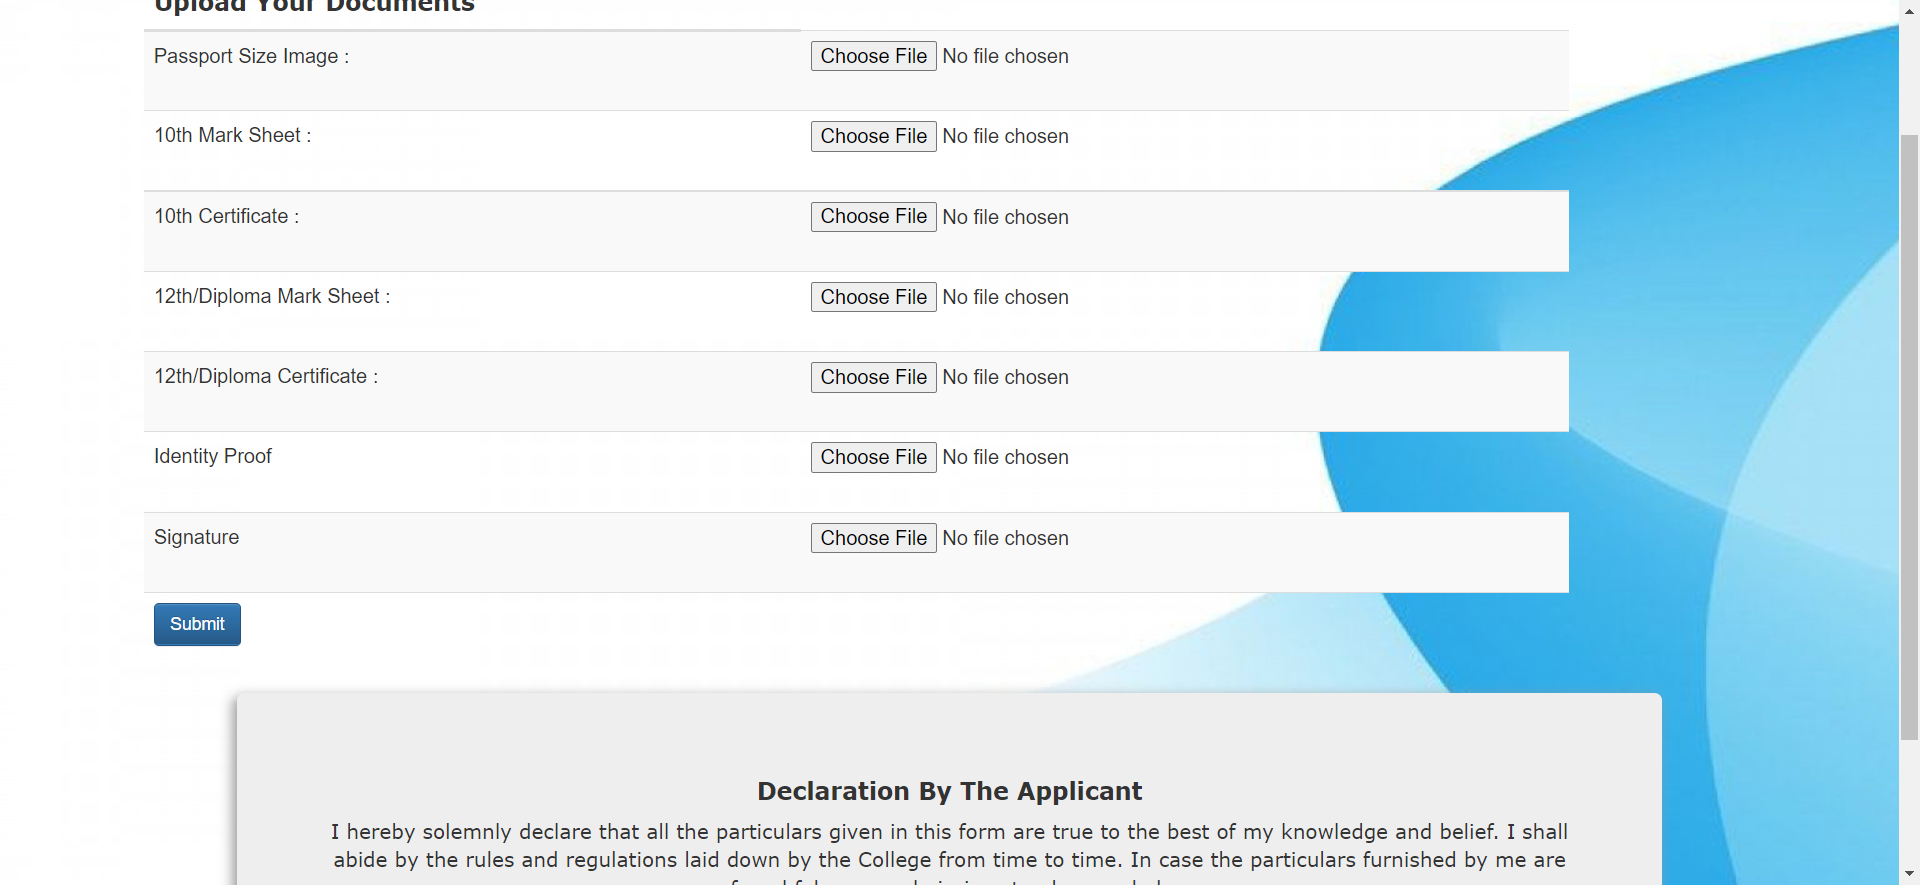 Upload Your Documents
Passport Size Image : Choose File No file chosen
10th Mark Sheet : Choose File No file chosen
10th Certificate : Choose File No file chosen
12th/Diploma Mark Sheet : Choose File No file chosen
12th/Diploma Certificate : Choose File No file chosen
Identity Proof Choose File No file chosen
Signature Choose File No file chosen
Submit
Declaration By The Applicant
I hereby solemnly declare that all the particulars given in this form are true to the best of my knowledge and belief. I shall
abide by the rules and regulations laid down by the College from time to time. In case the particulars furnished by me are